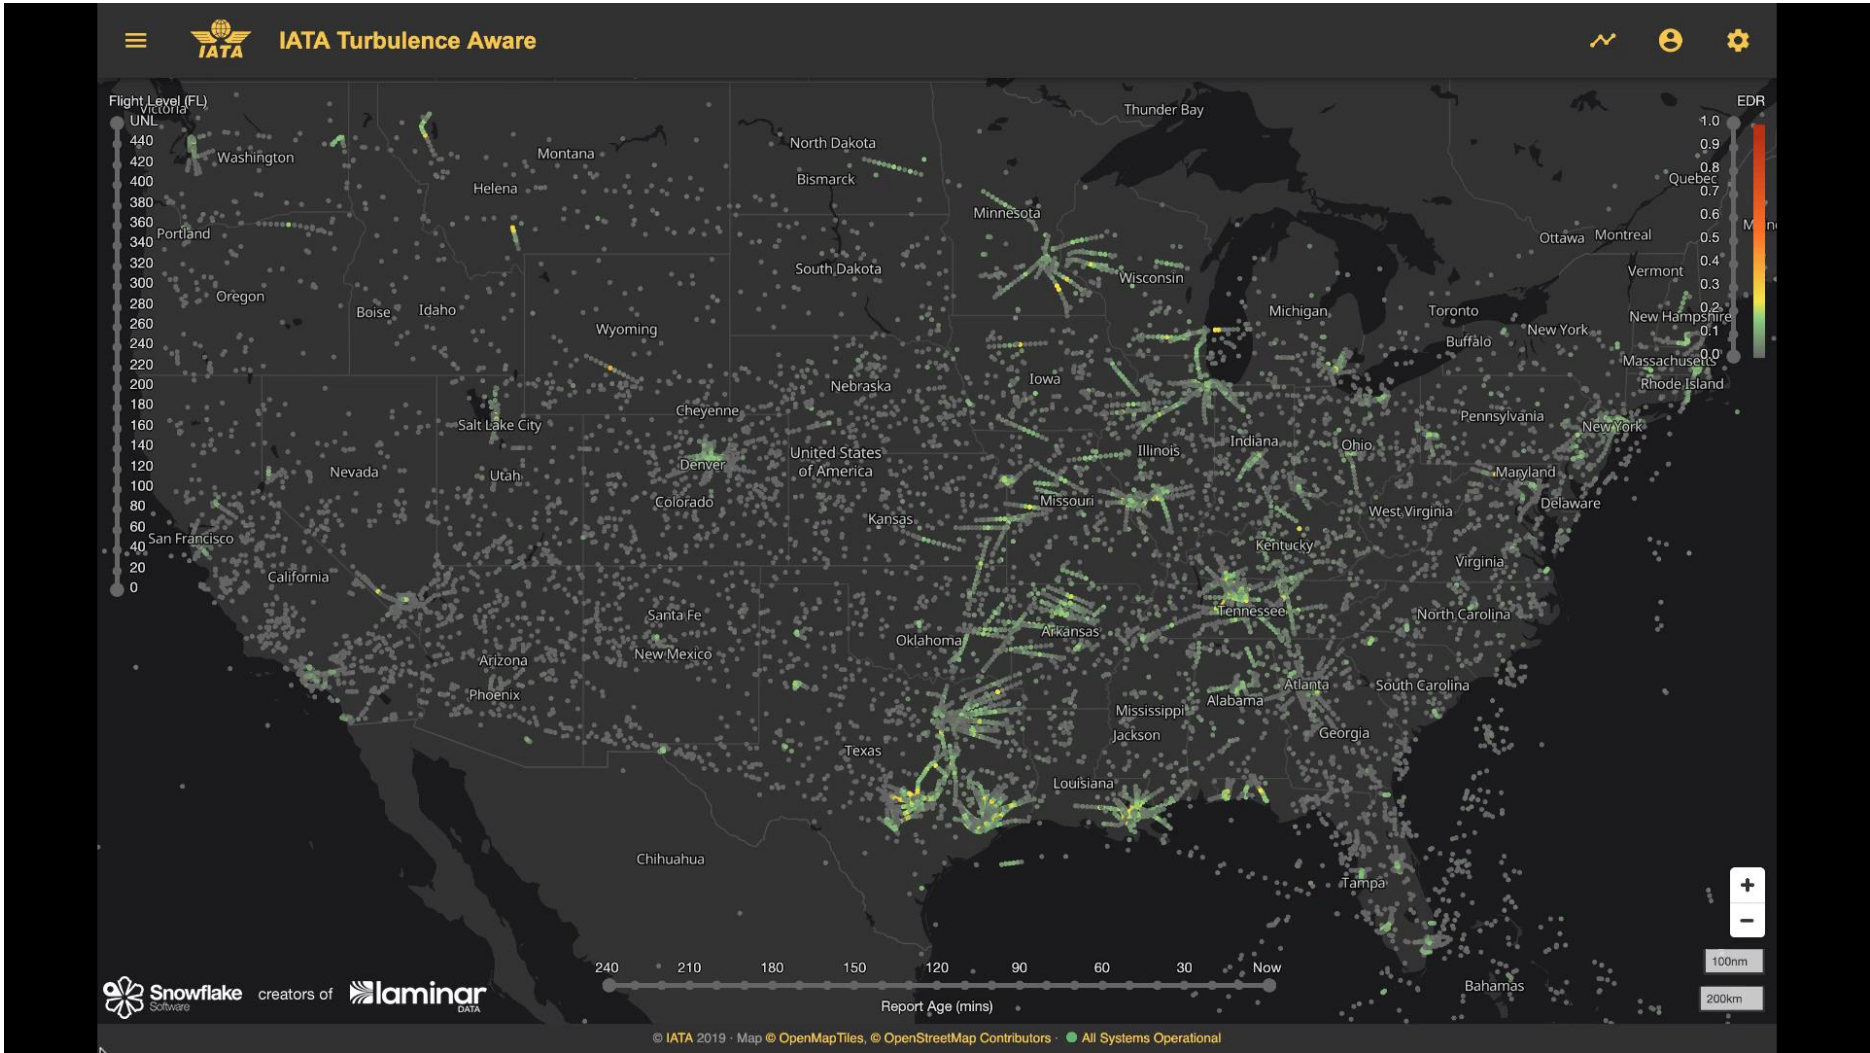 IATA
IATA Turbulence Aware
Flight Level (FL)
UNL
440
420
400
380
360
340
320
300
280
260
240
220
200
180
160
140
120
100
80
60
40
20
0
EDR
1.0
0.9
0.8
0.7
0.6
0.5
0.4
0.3
0.2
0.1
0.0
Victoria
Thunder Bay
Washington
Montana
North Dakota
Helena
Bismarck
Quebec
Minnesota
Portland
Ottawa
Montreal
South Dakota
Wisconsin
Vermont
Oregon
Boise
Idaho
Michigan
Toronto
New Hampshire
Wyoming
New York
Buffalo
Massachusetts
Nebraska
Iowa
Rhode Island
Cheyenne
Pennsylvania
Salt Lake City
New York
United States
of America
Illinois
Indiana
Ohio
Denver
Nevada
Utah
Maryland
Colorado
Missouri
Delaware
Kansas
West Virginia
San Francisco
Kentucky
Virginia
California
Santa Fe
Tennessee
North Carolina
Oklahoma
Arkansas
New Mexico
Arizona
Phoenix
Atlanta
South Carolina
Alabama
Mississippi
Jackson
Georgia
Texas
Louisiana
Chihuahua
Tampa
Bahamas
+
−
100nm
200km
240
210
180
150
120
90
60
30
Now
Report Age (mins)
Snowflake
Software
creators of
laminar
DATA
© IATA 2019 · Map © OpenMapTiles, © OpenStreetMap Contributors · All Systems Operational